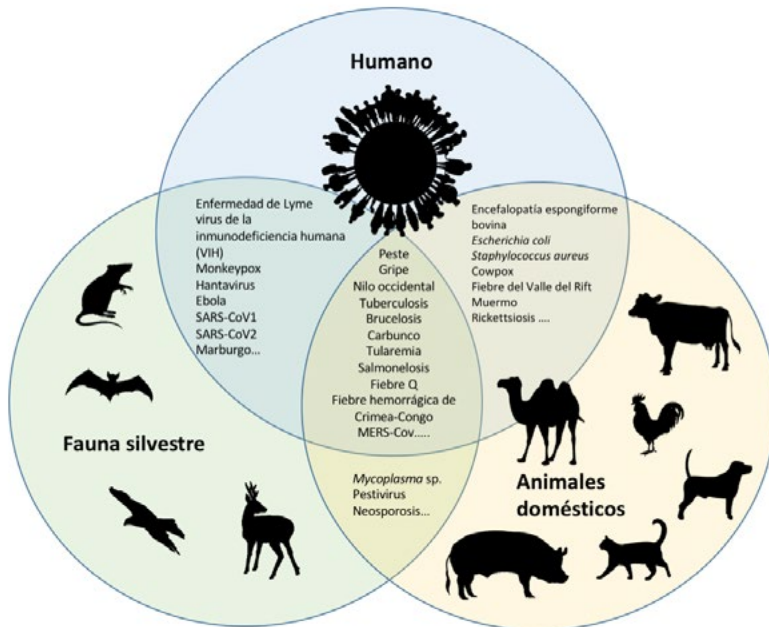 Humano
Enfermedad de Lyme
virus de la
inmunodeficiencia humana
(VIH)
Monkeypox
Hantavirus
Ebola
SARS-CoV1
SARS-CoV2
Marburgo...
Peste
Gripe
Nilo occidental
Tuberculosis
Brucelosis
Carbunco
Tularemia
Salmonelosis
Fiebre Q
Fiebre hemorrágica de
Crimea-Congo
MERS-Cov.....
Encefalopatía espongiforme
bovina
Escherichia coli
Staphylococcus aureus
Cowpox
Fiebre del Valle del Rift
Muermo
Rickettsiosis ....
Fauna silvestre
Mycoplasma sp.
Pestivirus
Neosporosis...
Animales
domésticos